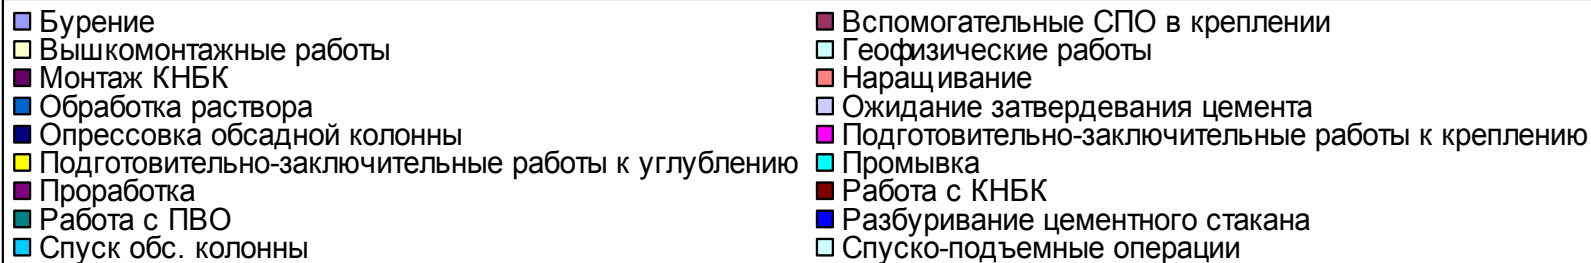 Бурение
Вспомогательные СПО в креплении
Вышкомонтажные работы
Геофизические работы
Монтаж КНБК
Наращивание
Обработка раствора
Ожидание затвердевания цемента
Опрессовка обсадной колонны
Подготовительно-заключительные работы к креплению
Подготовительно-заключительные работы к углублению
Промывка
Проработка
Работа с КНБК
Работа с ПВО
Разбуривание цементного стакана
Спуск обс. колонны
Спуско-подъемные операции